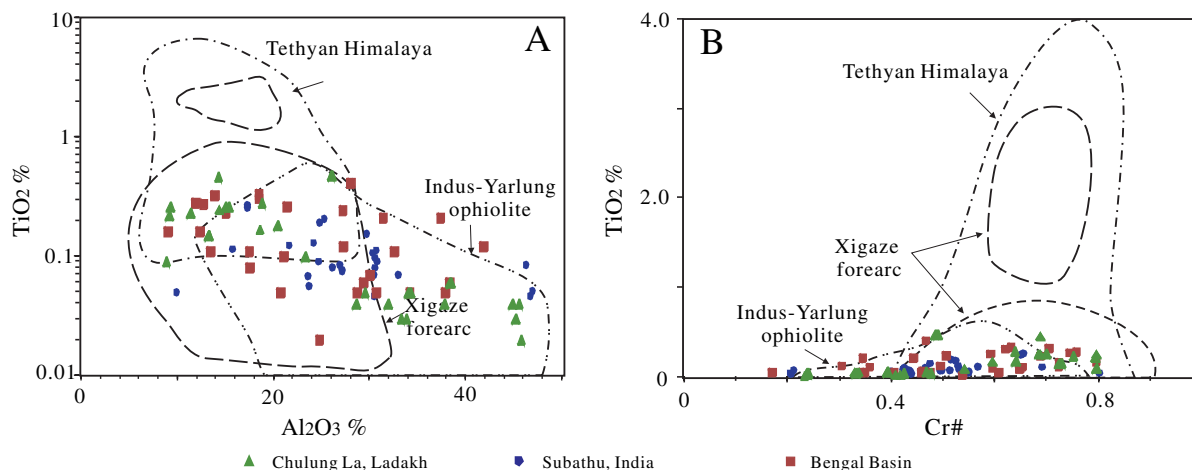 A
10
1
0.1
0.01
TiO2 %
20
40
Al2O3 %
Tethyan Himalaya
Indus-Yarlung
ophiolite
Xigaze
forearc
B
4.0
2.0
0
TiO2 %
0
0.4
0.8
Cr#
Tethyan Himalaya
Xigaze
forearc
Indus-Yarlung
ophiolite
Chulung La, Ladakh
Subathu, India
Bengal Basin